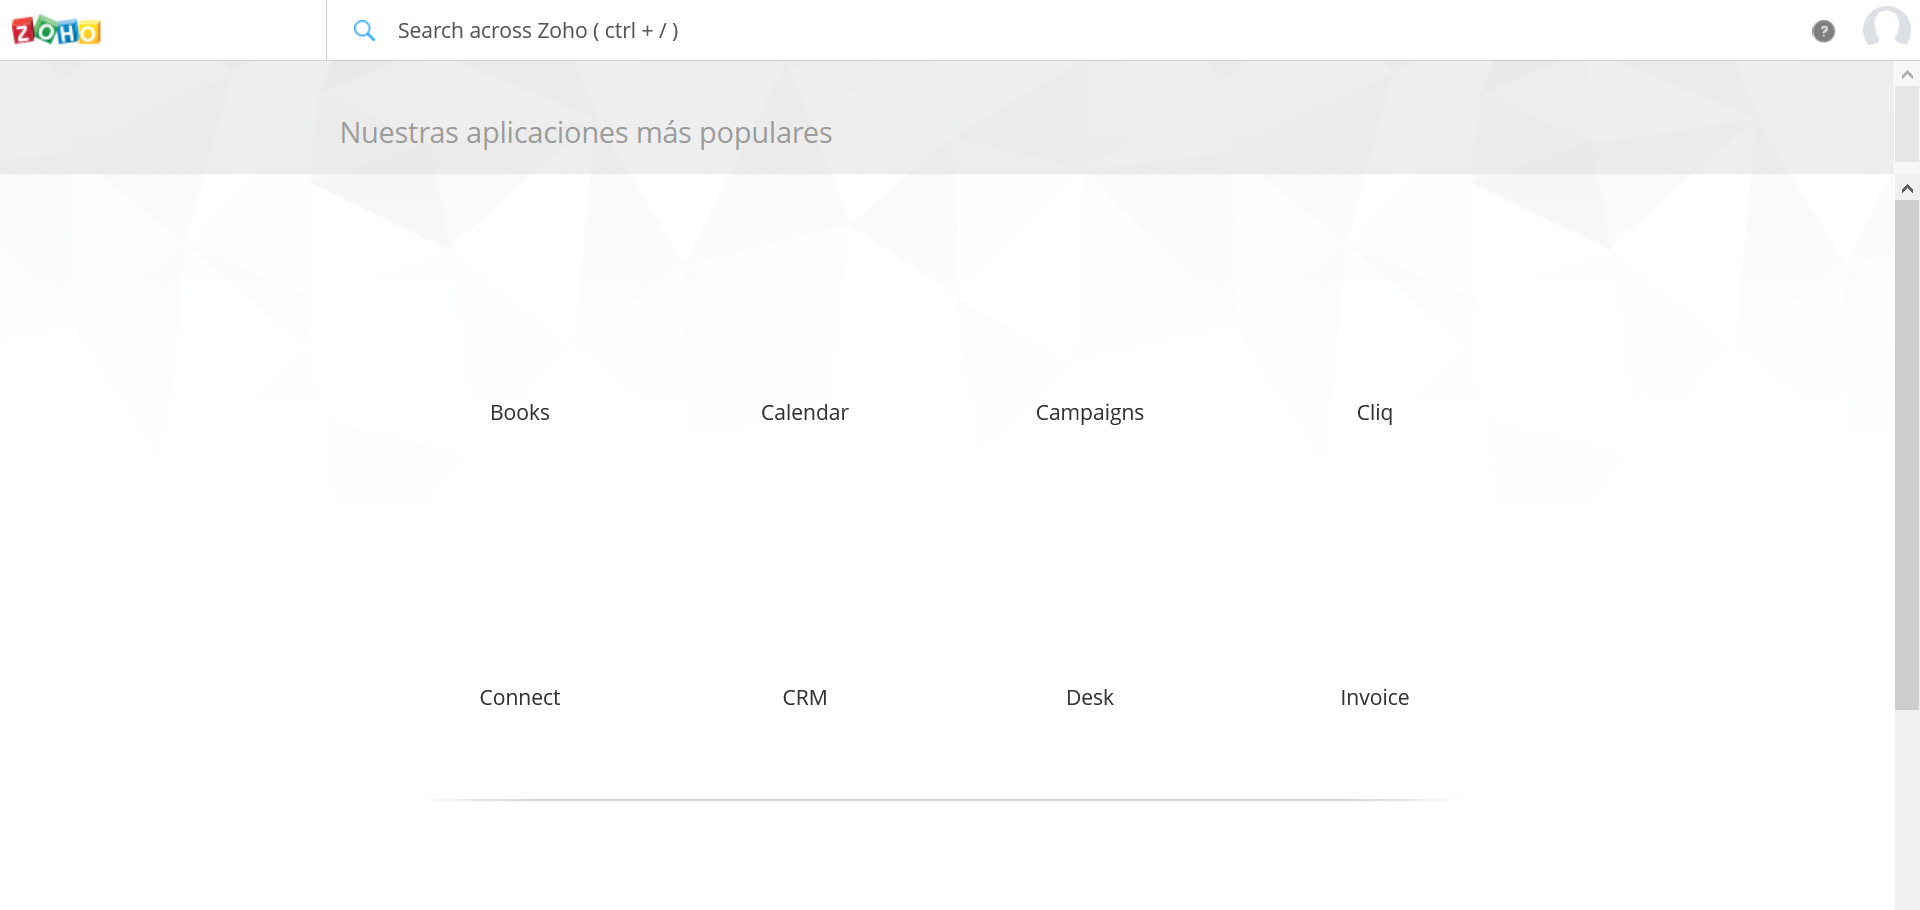 ZOHO
Search across Zoho ( ctrl + / )
?
Nuestras aplicaciones más populares
Books
Calendar
Campaigns
Cliq
Connect
CRM
Desk
Invoice